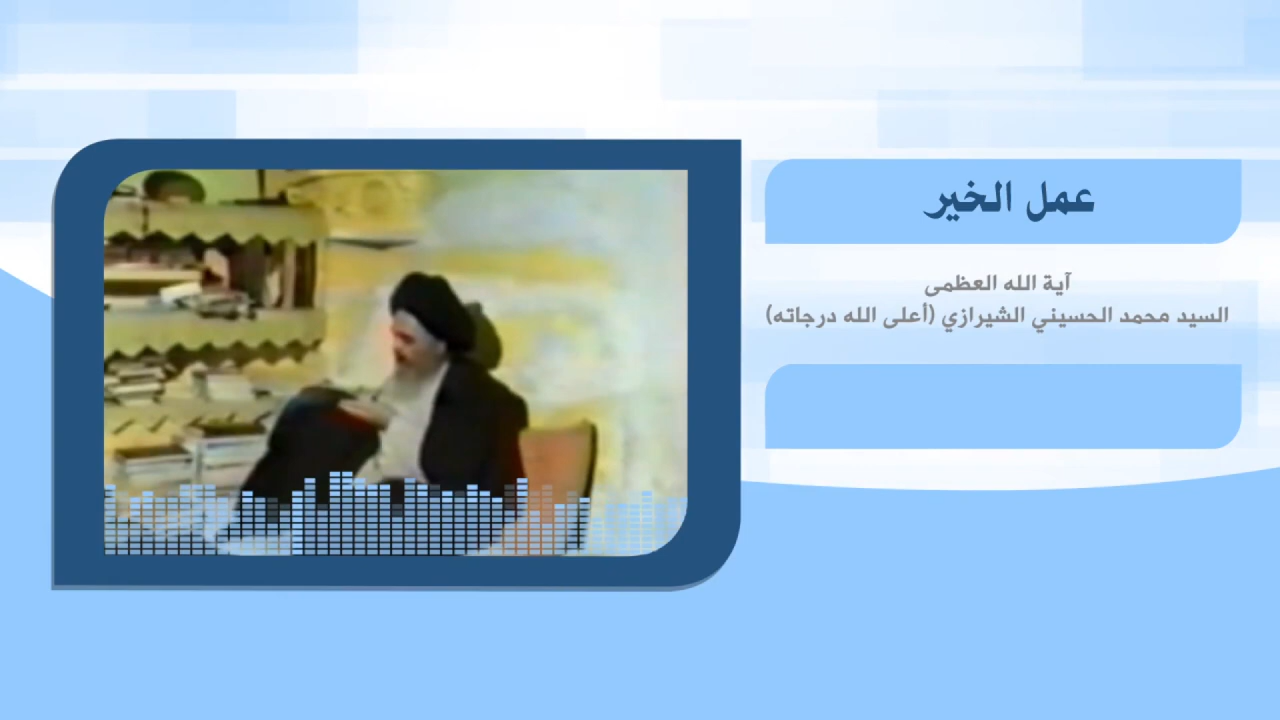 عمل الخير
آية الله العظمى
السيد محمد الحسيني الشيرازي (أعلى الله درجاته)